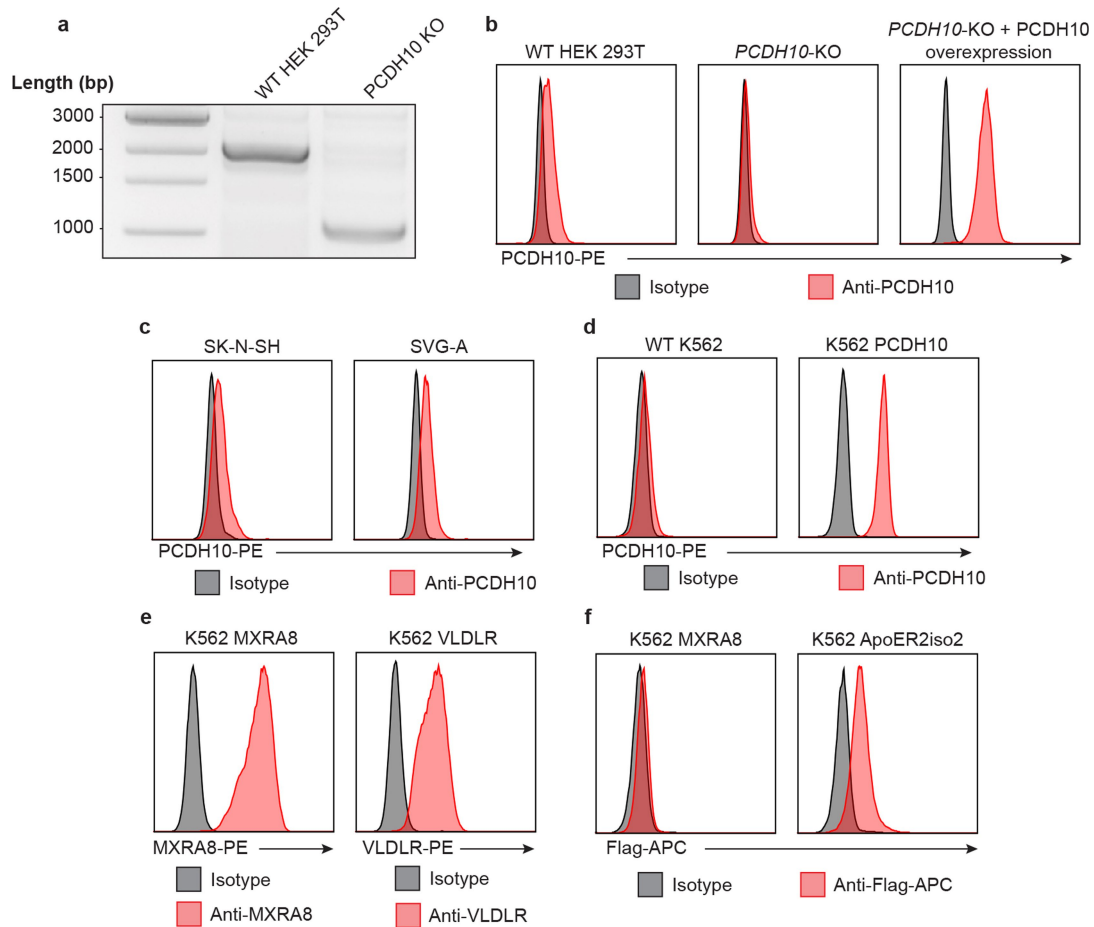 a
Length (bp)
WT HEK 293T
PCDH10 KO
3000
2000
1500
1000
b
WT HEK 293T
PCDH10-KO
PCDH10-KO + PCDH10
overexpression
PCDH10-PE
Isotype
Anti-PCDH10
c
SK-N-SH
SVG-A
PCDH10-PE
Isotype
Anti-PCDH10
d
WT K562
K562 PCDH10
PCDH10-PE
Isotype
Anti-PCDH10
e
K562 MXRA8
K562 VLDLR
MXRA8-PE
VLDLR-PE
Isotype
Anti-MXRA8
Isotype
Anti-VLDLR
f
K562 MXRA8
K562 ApoER2iso2
Flag-APC
Isotype
Anti-Flag-APC